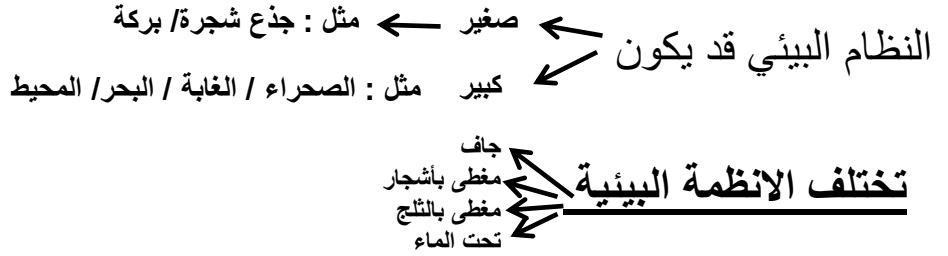 النظام البيئي قد يكون
صغير مثل : جذع شجرة/ بركة
كبير مثل : الصحراء / الغابة / البحر/ المحيط
تختلف الانظمة البيئية
جاف
مغطى بأشجار
مغطى بالثلج
تحت الماء